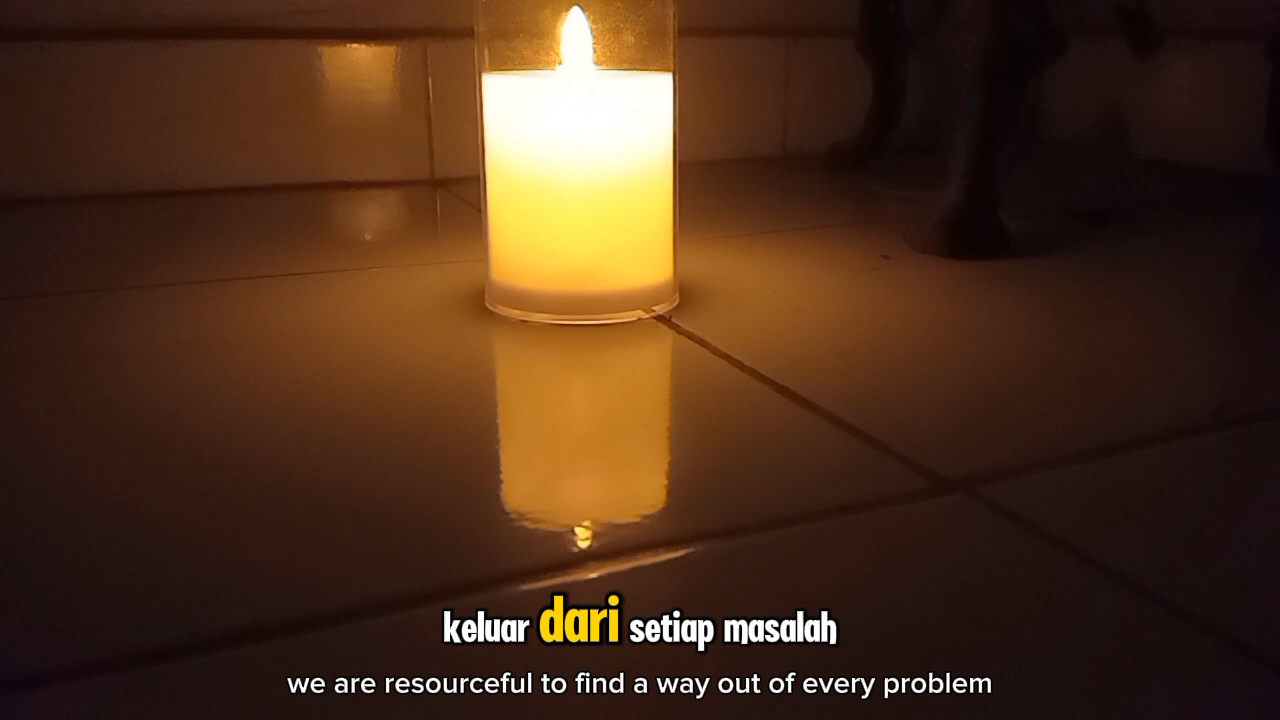 keluar dari setiap masalah
we are resourceful to find a way out of every problem